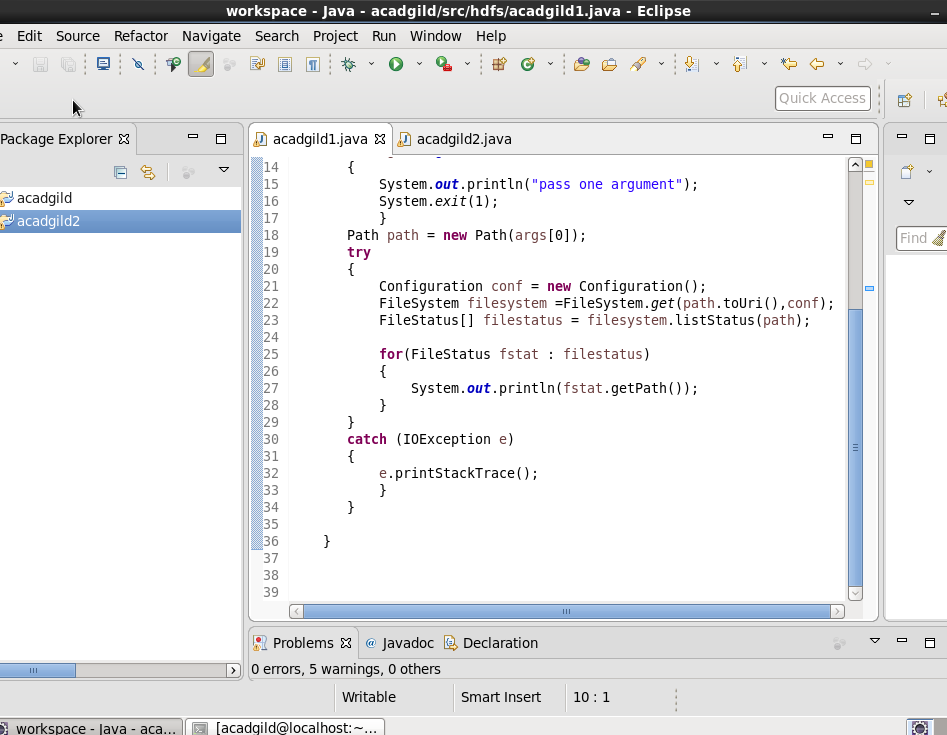 workspace - Java - acadgild/src/hdfs/acadgild1.java - Eclipse
Edit Source Refactor Navigate Search Project Run Window Help
Quick Access
Package Explorer
acadgild1.java acadgild2.java
acadgild
acadgild2
Find
14 {
15 System.out.println("pass one argument");
16 System.exit(1);
17 }
18 Path path = new Path(args[0]);
19 try
20 {
21 Configuration conf = new Configuration();
22 FileSystem filesystem =FileSystem.get(path.toUri(),conf);
23 FileStatus[] filestatus = filesystem.listStatus(path);
24
25 for(FileStatus fstat : filestatus)
26 {
27 System.out.println(fstat.getPath());
28 }
29 }
30 catch (IOException e)
31 {
32 e.printStackTrace();
33 }
34 }
35
36 }
37
38
39
Problems @ Javadoc Declaration
0 errors, 5 warnings, 0 others
Writable Smart Insert 10 : 1
workspace - Java - aca... [acadgild@localhost:~...